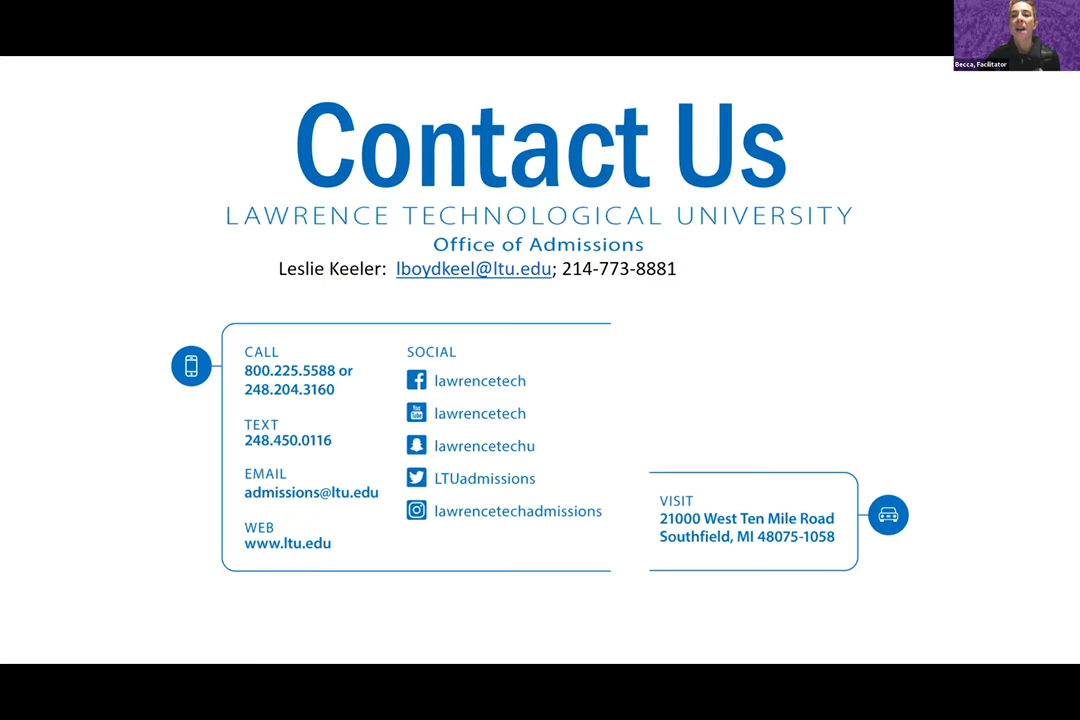 Becca, Facilitator
Contact Us
LAWRENCE TECHNOLOGICAL UNIVERSITY
Office of Admissions
Leslie Keeler: lboydkeel@ltu.edu; 214-773-8881
CALL
800.225.5588 or
248.204.3160
TEXT
248.450.0116
EMAIL
admissions@ltu.edu
WEB
www.ltu.edu
SOCIAL
lawrencetech
You Tube
lawrencetech
lawrencetechu
LTUadmissions
lawrencetechadmissions
VISIT
21000 West Ten Mile Road
Southfield, MI 48075-1058